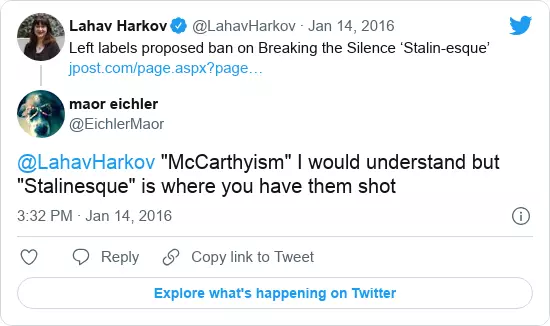 Lahav Harkov @LahavHarkov · Jan 14, 2016
Left labels proposed ban on Breaking the Silence ‘Stalin-esque’
jpost.com/page.aspx?page…
maor eichler
@EichlerMaor
@LahavHarkov "McCarthyism" I would understand but
"Stalinesque" is where you have them shot
3:32 PM · Jan 14, 2016
Reply Copy link to Tweet
Explore what's happening on Twitter